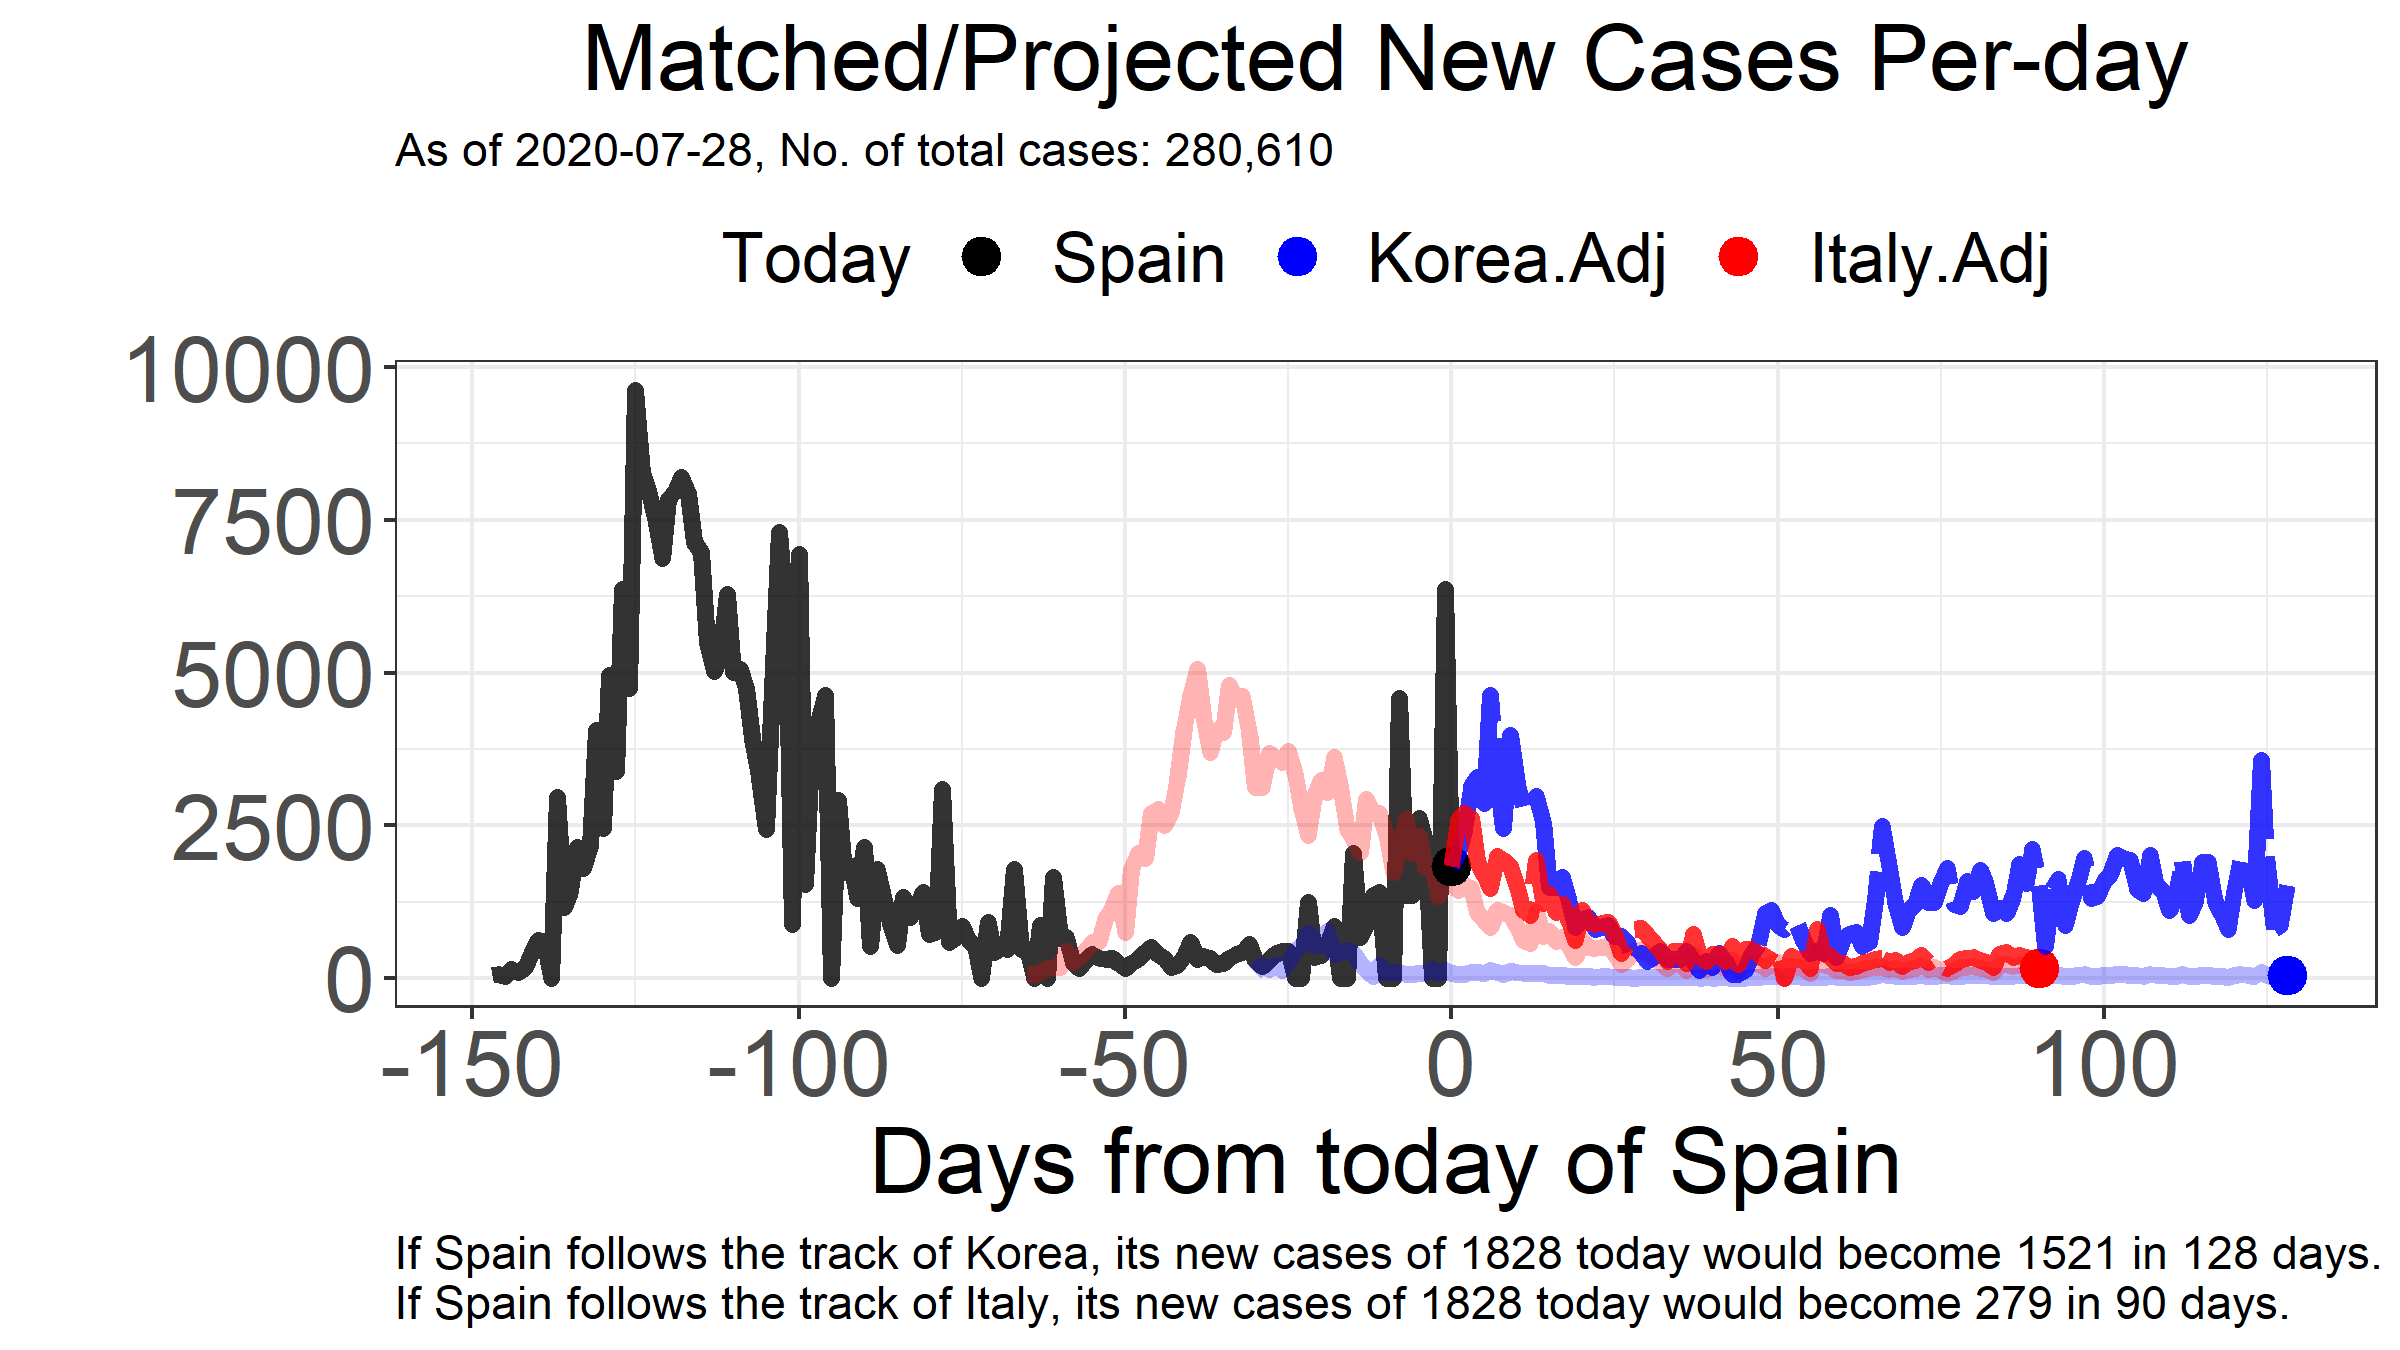 Matched/Projected New Cases Per-day
As of 2020-07-28, No. of total cases: 280,610
Today Spain Korea.Adj Italy.Adj
10000
7500
5000
2500
0
-150 -100 -50 0 50 100
Days from today of Spain
If Spain follows the track of Korea, its new cases of 1828 today would become 1521 in 128 days.
If Spain follows the track of Italy, its new cases of 1828 today would become 279 in 90 days.